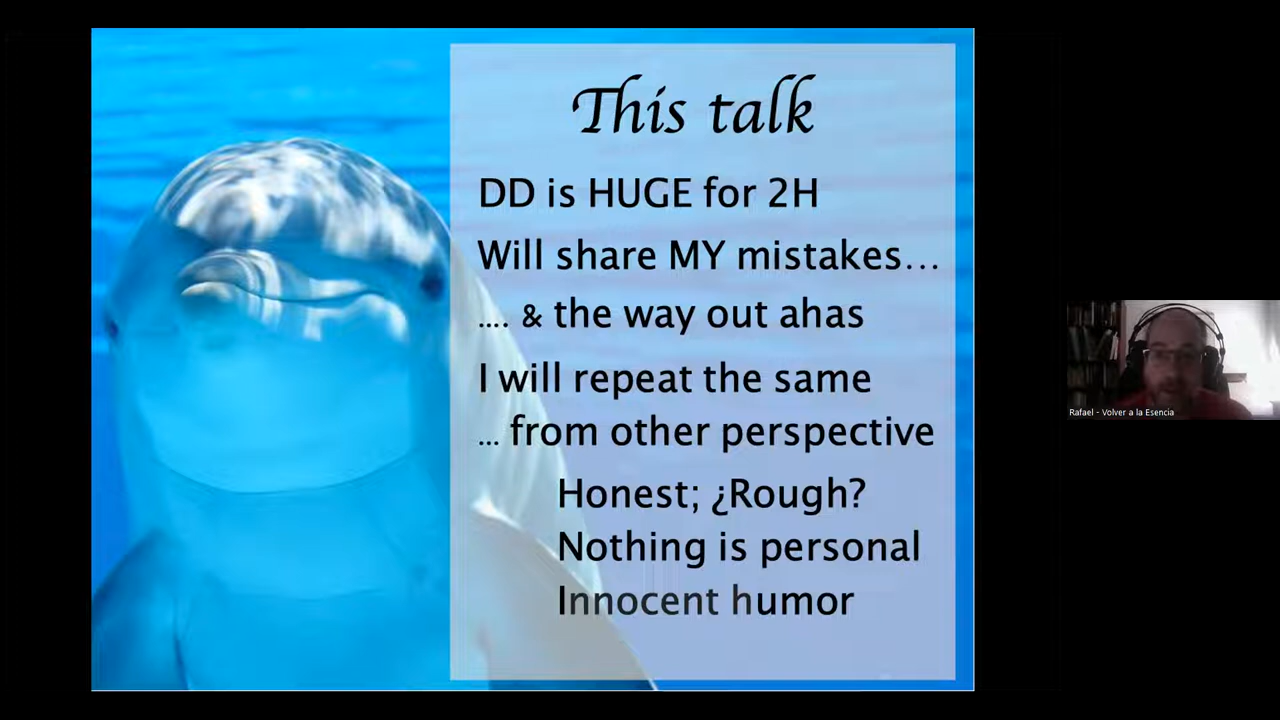 This talk
DD is HUGE for 2H
Will share MY mistakes…
…. & the way out ahas
I will repeat the same
… from other perspective
Honest; ¿Rough?
Nothing is personal
Innocent humor
Rafael - Volver a la Esencia